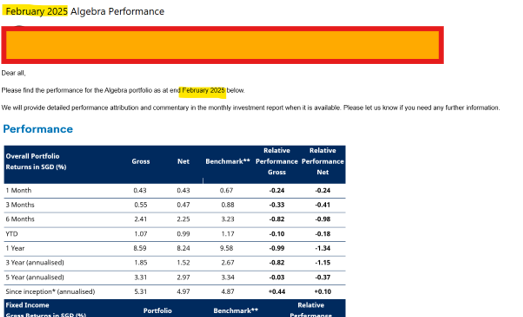 February 2025 Algebra Performance
Dear all,
Please find the performance for the Algebra portfolio as at end February 2025 below.
We will provide detailed performance attribution and commentary in the monthly investment report when it is available. Please let us know if you need any further information.
Performance
Overall Portfolio Returns in SGD (%) Gross Net Benchmark** Relative Performance Gross Relative Performance Net
1 Month 0.43 0.43 0.67 -0.24 -0.24
3 Months 0.55 0.47 0.88 -0.33 -0.41
6 Months 2.41 2.25 3.23 -0.82 -0.98
YTD 1.07 0.99 1.17 -0.10 -0.18
1 Year 8.59 8.24 9.58 -0.99 -1.34
3 Year (annualised) 1.85 1.52 2.67 -0.82 -1.15
5 Year (annualised) 3.31 2.97 3.34 -0.03 -0.37
Since inception* (annualised) 5.31 4.97 4.87 +0.44 +0.10
Fixed Income Gross Returns in SGD (%) Portfolio Benchmark** Relative Performance